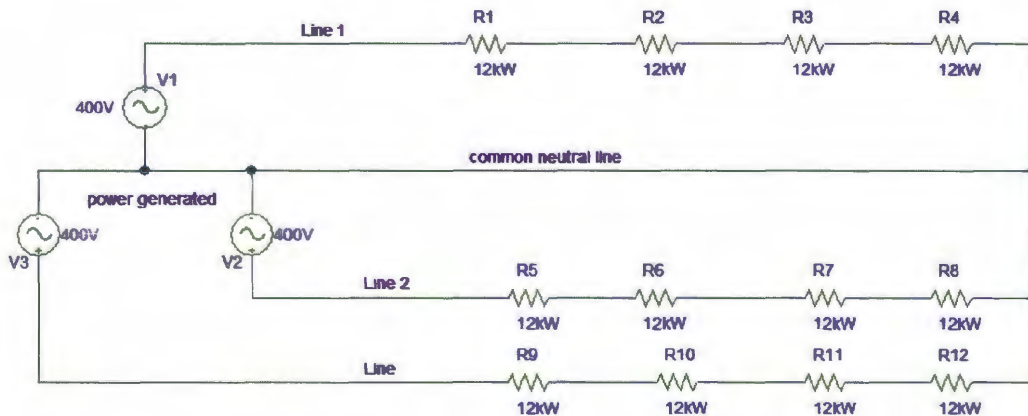 R1 R2 R3 R4
Line 1
12kW 12kW 12kW 12kW
V1
400V
common neutral line
power generated
400V 400V
V3 V2
R5 R6 R7 R8
Line 2
12kW 12kW 12kW 12kW
R9 R10 R11 R12
Line
12kW 12kW 12kW 12kW